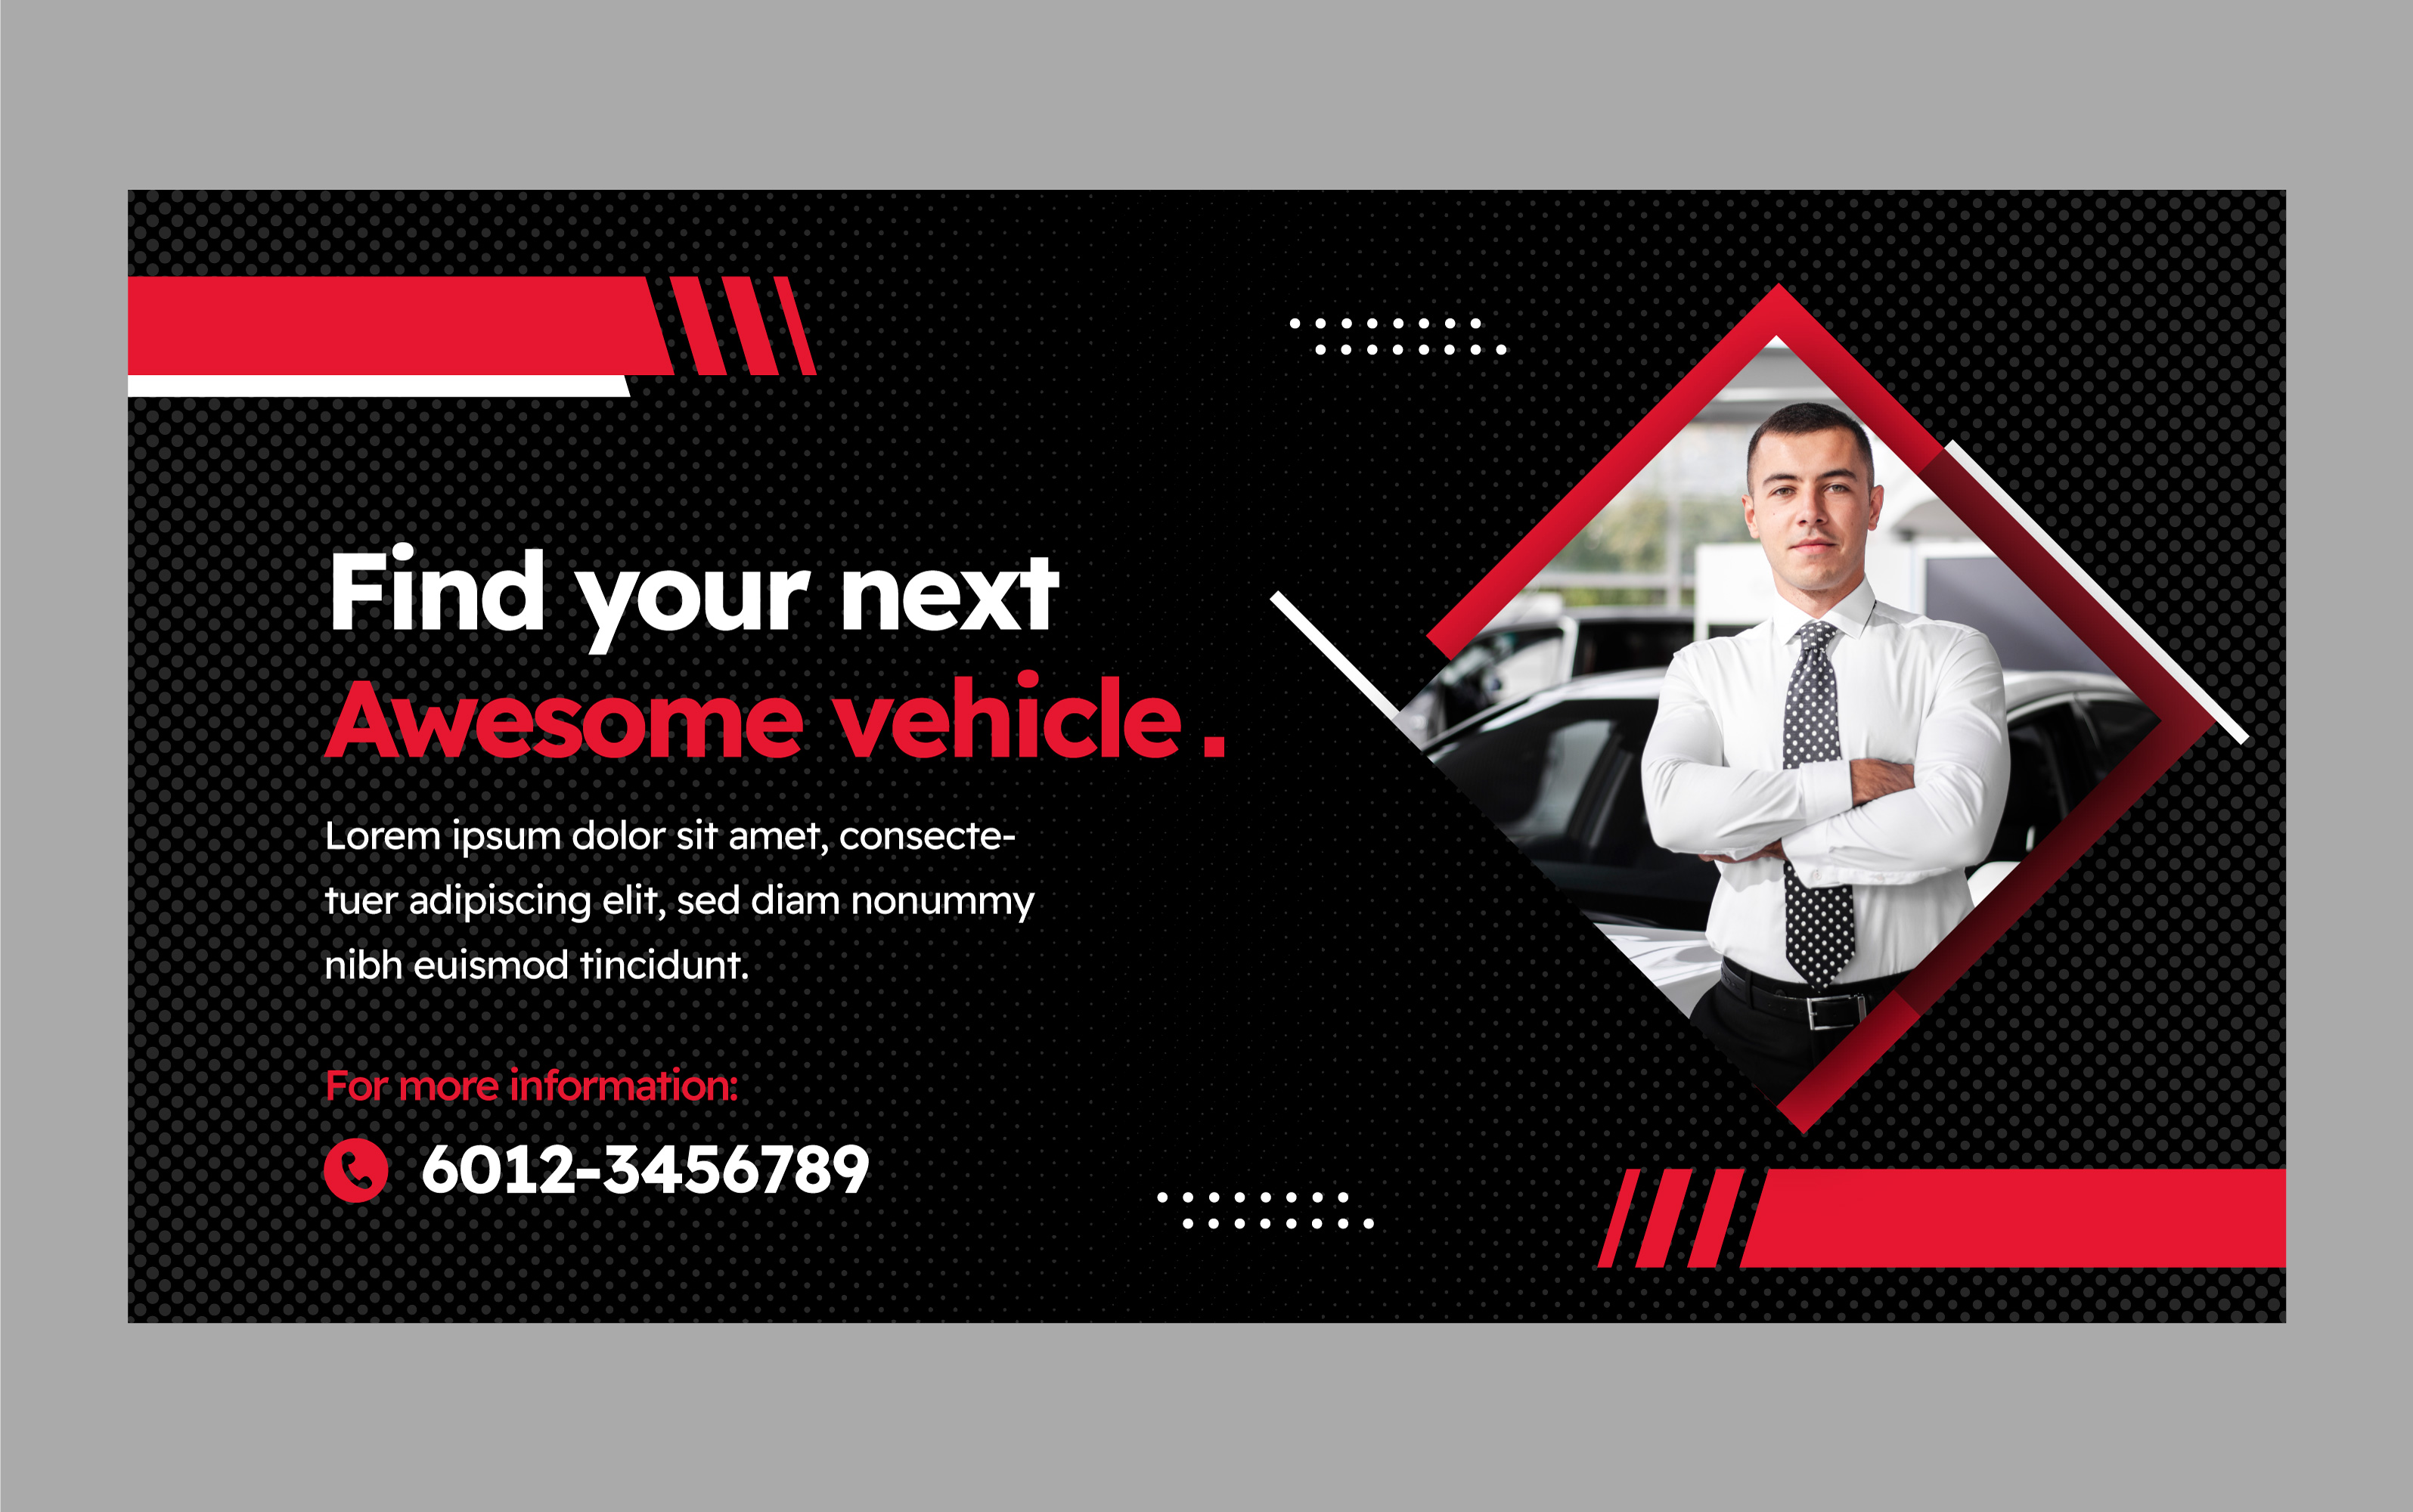 Find your next
Awesome vehicle .
Lorem ipsum dolor sit amet, consecte-
tuer adipiscing elit, sed diam nonummy
nibh euismod tincidunt.
For more information:
6012-3456789